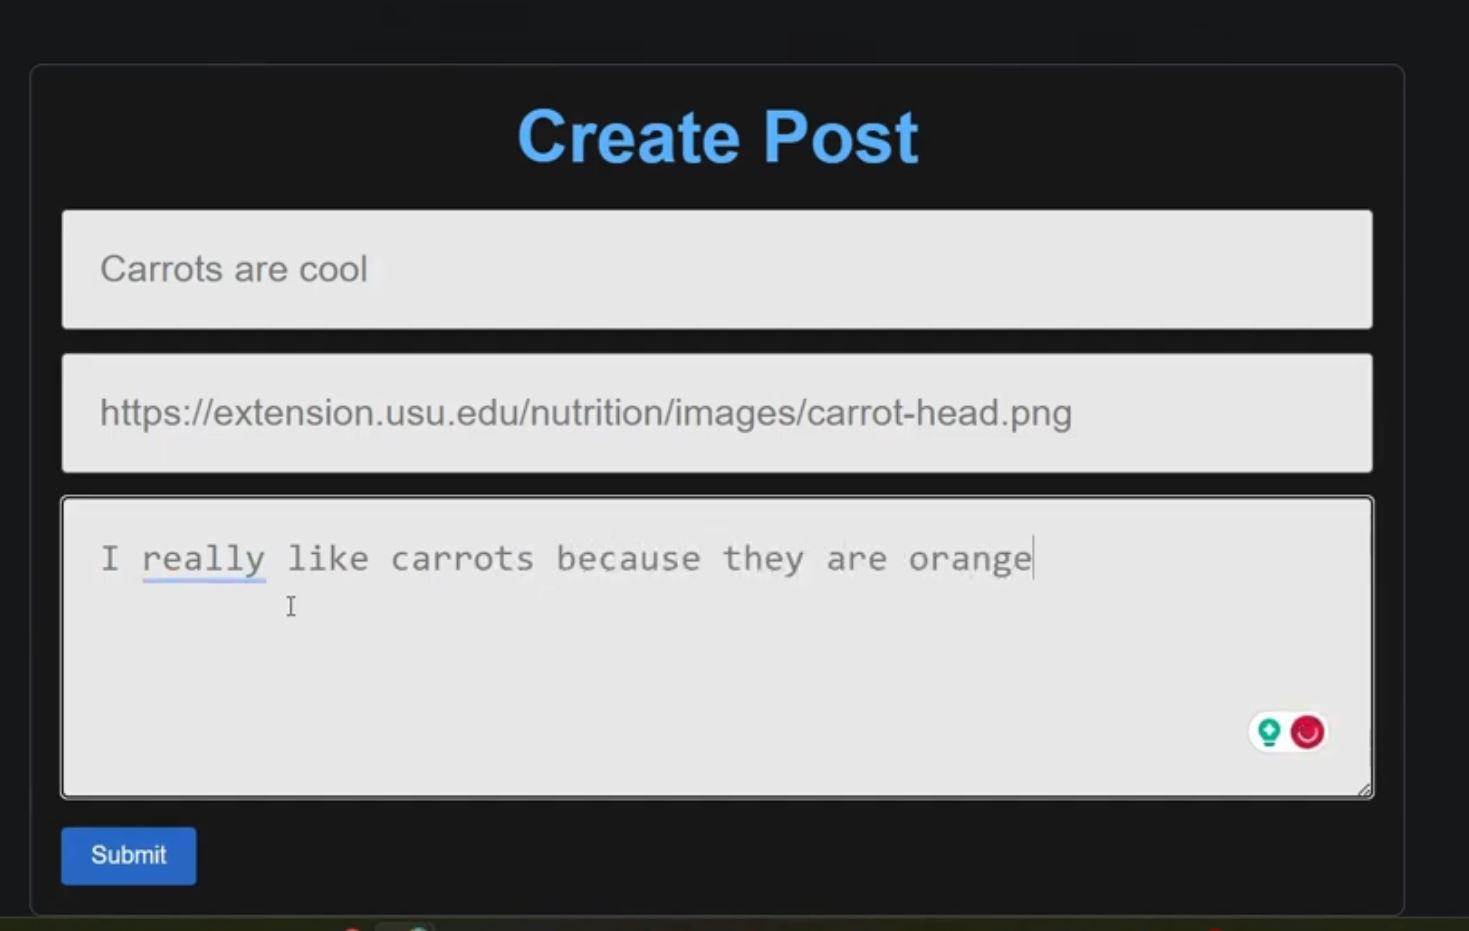 Create Post
Carrots are cool
https://extension.usu.edu/nutrition/images/carrot-head.png
I really like carrots because they are orange
Submit